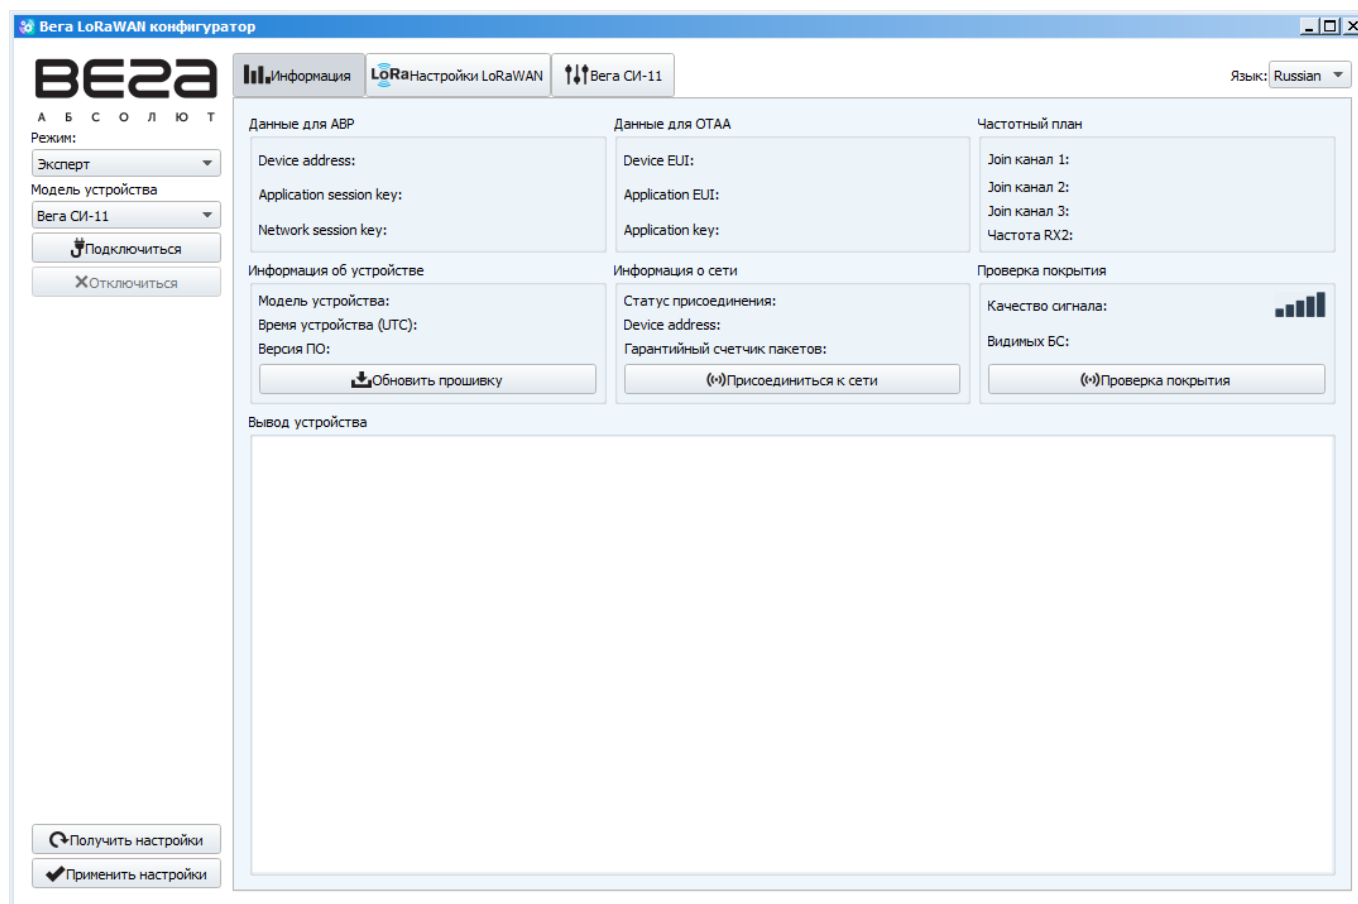 Вега LoRaWAN конфигуратор
ВЕГА
АБСОЛЮТ
Режим:
Эксперт
Модель устройства
Вега СИ-11
Подключиться
Отключиться
Получить настройки
Применить настройки
Информация
LoRa Настройки LoRaWAN
Вега СИ-11
Язык: Russian
Данные для ABP
Device address:
Application session key:
Network session key:
Данные для OTAA
Device EUI:
Application EUI:
Application key:
Частотный план
Join канал 1:
Join канал 2:
Join канал 3:
Частота RX2:
Информация об устройстве
Модель устройства:
Время устройства (UTC):
Версия ПО:
Обновить прошивку
Информация о сети
Статус присоединения:
Device address:
Гарантийный счетчик пакетов:
Присоединиться к сети
Проверка покрытия
Качество сигнала:
Видимых БС:
Проверка покрытия
Вывод устройства